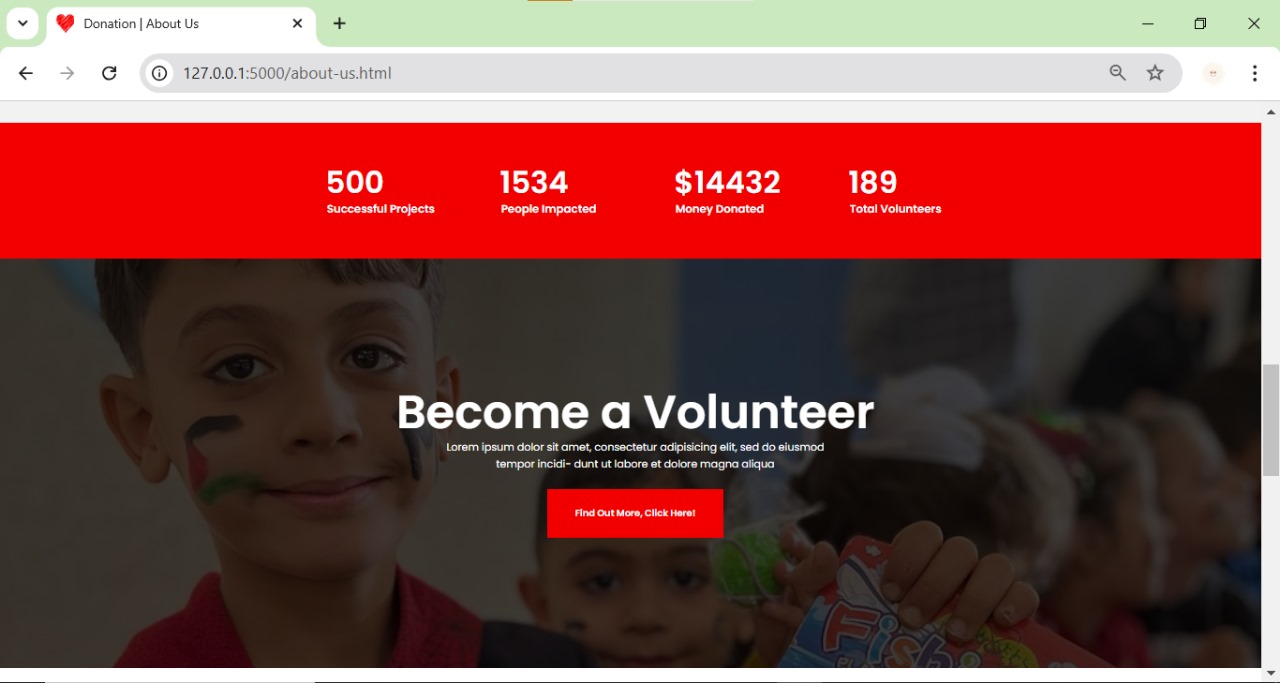 Donation | About Us
127.0.0.1:5000/about-us.html
500 1534 $14432 189
Successful Projects People Impacted Money Donated Total Volunteers
Become a Volunteer
Lorem ipsum dolor sit amet, consectetur adipisicing elit, sed do eiusmod
tempor incidi- dunt ut labore et dolore magna aliqua
Find Out More, Click Here!
Fish